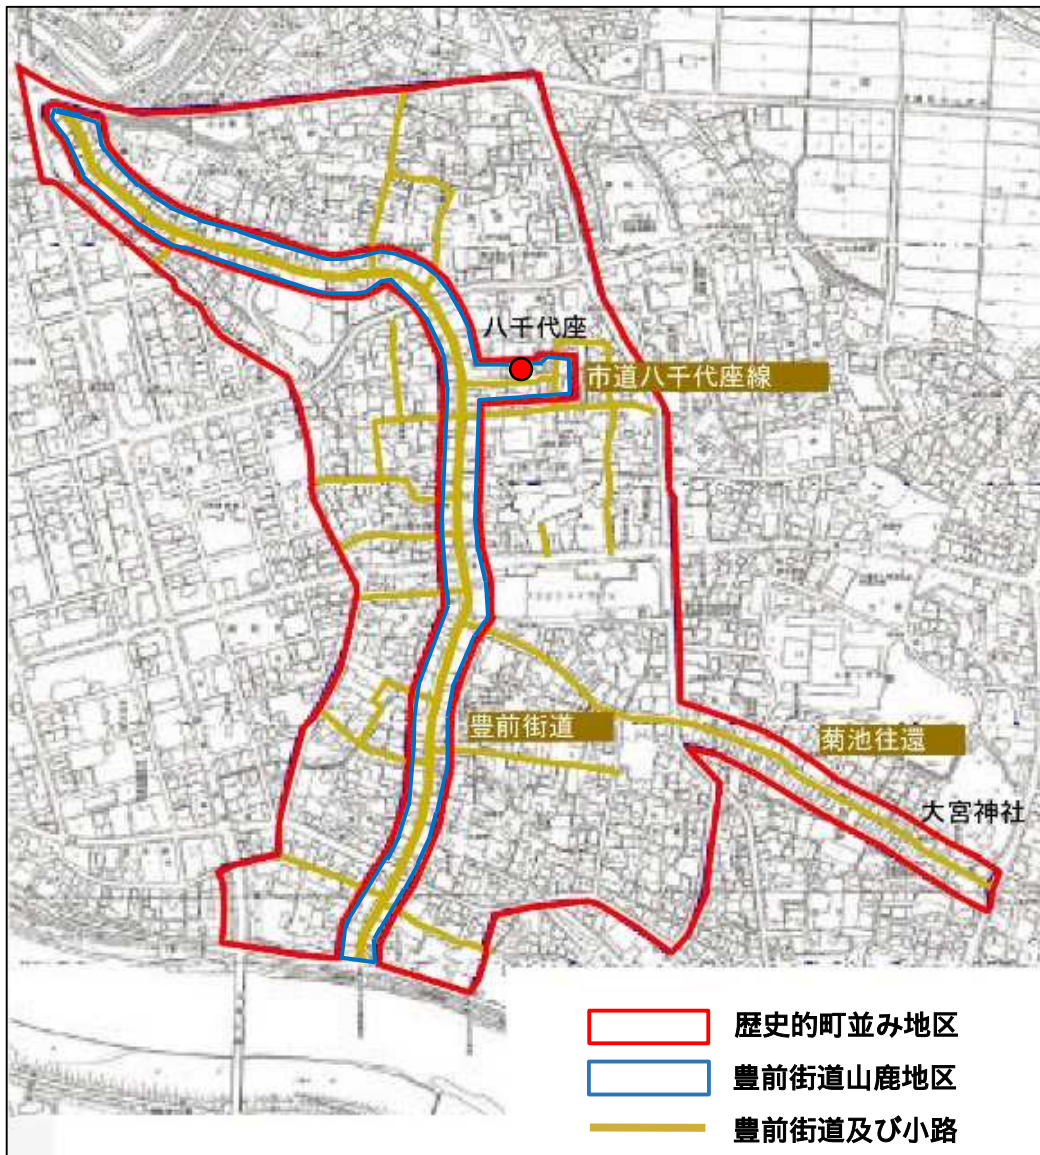 八千代座
市道八千代座線
豊前街道
菊池往還
大宮神社
歴史的町並み地区
豊前街道山鹿地区
豊前街道及び小路